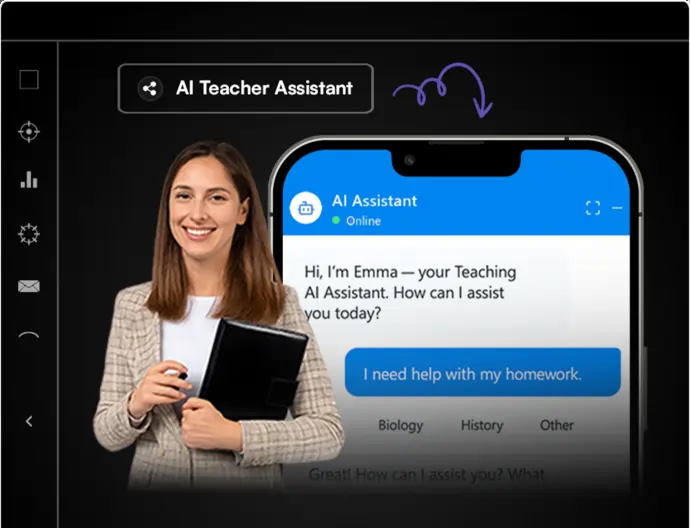 AI Teacher Assistant
AI Assistant
Online
Hi, I'm Emma — your Teaching
AI Assistant. How can I assist
you today?
I need help with my homework.
Biology History Other
Great! How can I assist you? What